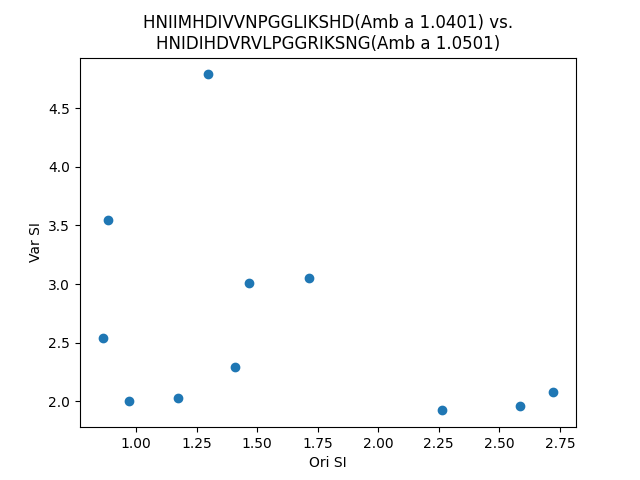 HNIIMHDIVVNPGGLIKSHD(Amb a 1.0401) vs.
HNIDIHDVRVLPGGRIKSNG(Amb a 1.0501)
4.5
4.0
3.5
3.0
2.5
2.0
Var SI
1.00 1.25 1.50 1.75 2.00 2.25 2.50 2.75
Ori SI